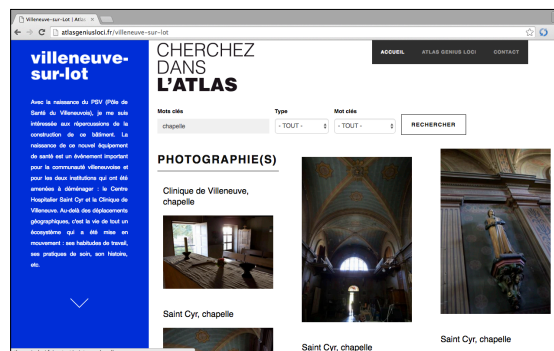 Villeneuve-sur-Lot | Atlas
atlasgeniusloci.fr/villeneuve-sur-lot
villeneuve-
sur-lot
Avec la naissance du PSV (Pôle de
Santé du Villeneuvois), je me suis
intéressée aux répercussions de la
construction de ce bâtiment. La
naissance de ce nouvel équipement
de santé est un évènement important
pour la communauté villeneuvoise et
pour les deux institutions qui ont été
amenées à déménager : le Centre
Hospitalier Saint Cyr et la Clinique de
Villeneuve. Au-delà des déplacements
géographiques, c'est la vie de tout un
écosystème qui a été mise en
mouvement : ses habitudes de travail,
ses pratiques de soin, son histoire,
etc.
CHERCHEZ
DANS
L'ATLAS
ACCUEIL ATLAS GENIUS LOCI CONTACT
Mots clés Type Mot clés
chapelle - TOUT - - TOUT - RECHERCHER
PHOTOGRAPHIE(S)
Clinique de Villeneuve,
chapelle
Saint Cyr, chapelle
Saint Cyr, chapelle
Saint Cyr, chapelle